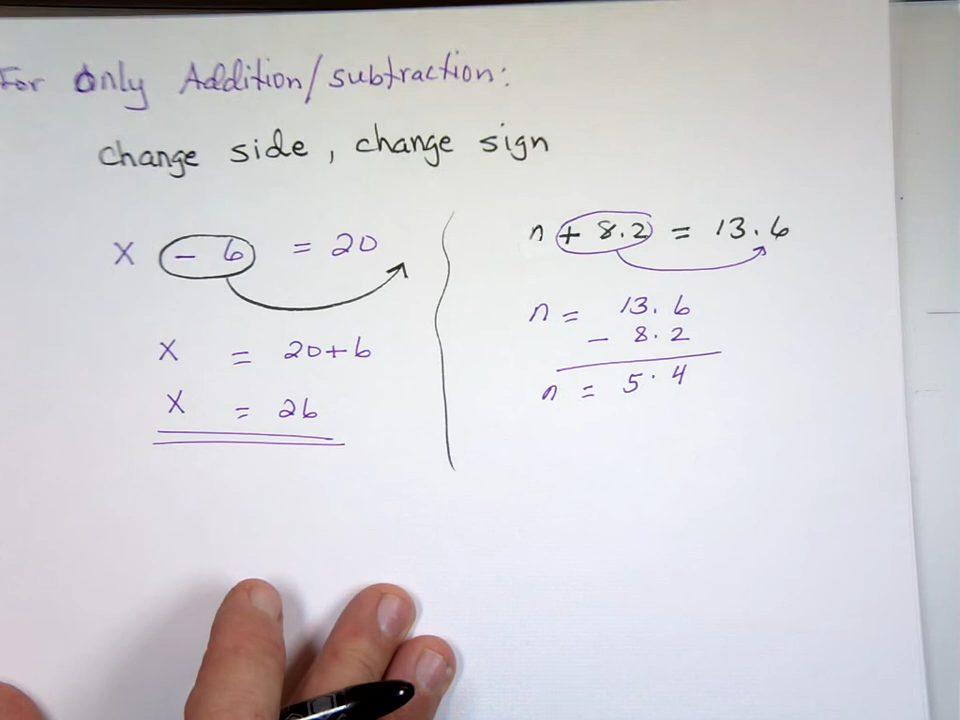 For Only Addition/subtraction:
change side, change sign
x - 6 = 20
x = 20+6
x = 26
n + 8.2 = 13.6
n = 13.6
- 8.2
n = 5.4